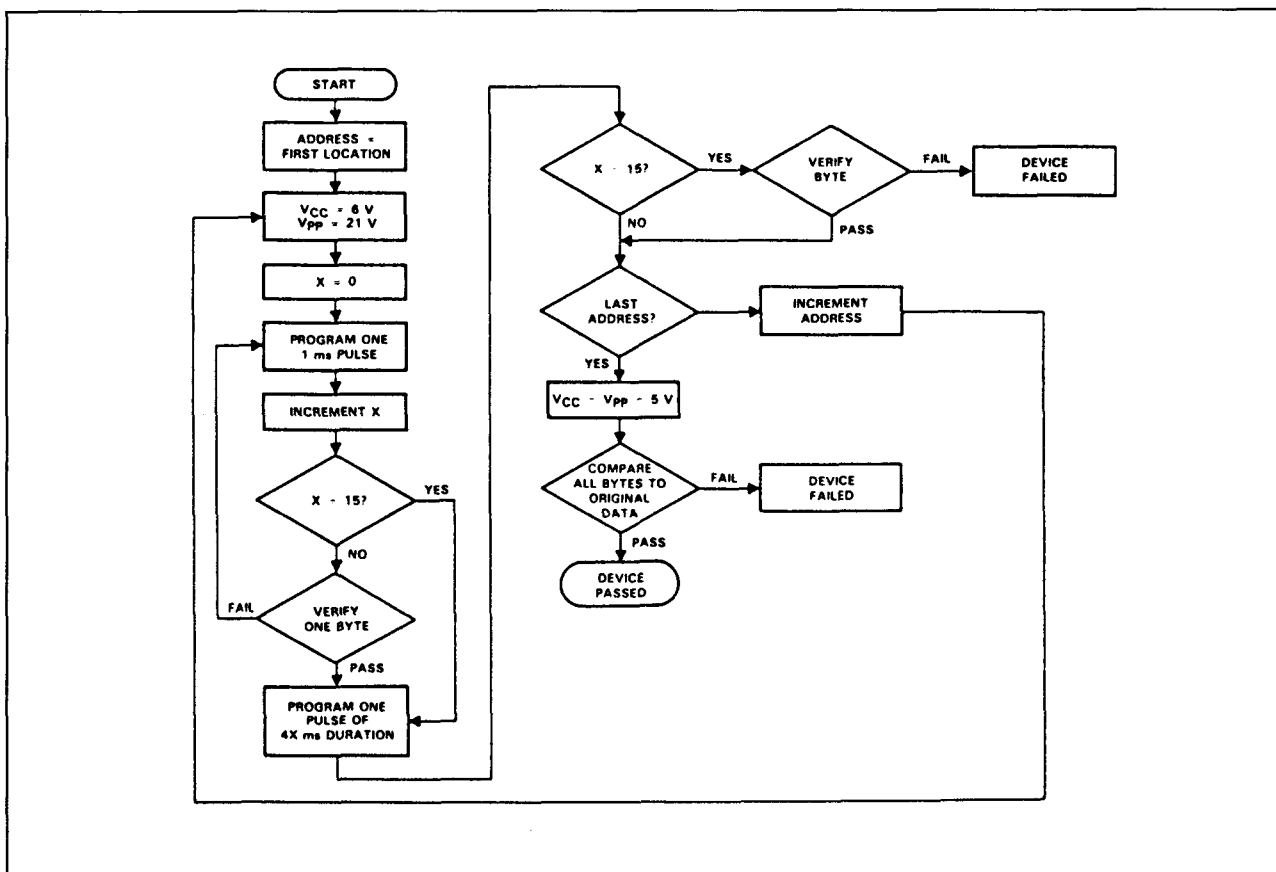 START
ADDRESS =
FIRST LOCATION
VCC = 6 V
Vpp = 21 V
X = 0
PROGRAM ONE
1 ms PULSE
INCREMENT X
X - 15?
YES
NO
VERIFY
ONE BYTE
FAIL
PASS
PROGRAM ONE
PULSE OF
4X ms DURATION
X - 15?
YES
NO
VERIFY
BYTE
FAIL
PASS
DEVICE
FAILED
LAST
ADDRESS?
YES
INCREMENT
ADDRESS
VCC - Vpp - 5 V
COMPARE
ALL BYTES TO
ORIGINAL
DATA
FAIL
DEVICE
FAILED
PASS
DEVICE
PASSED